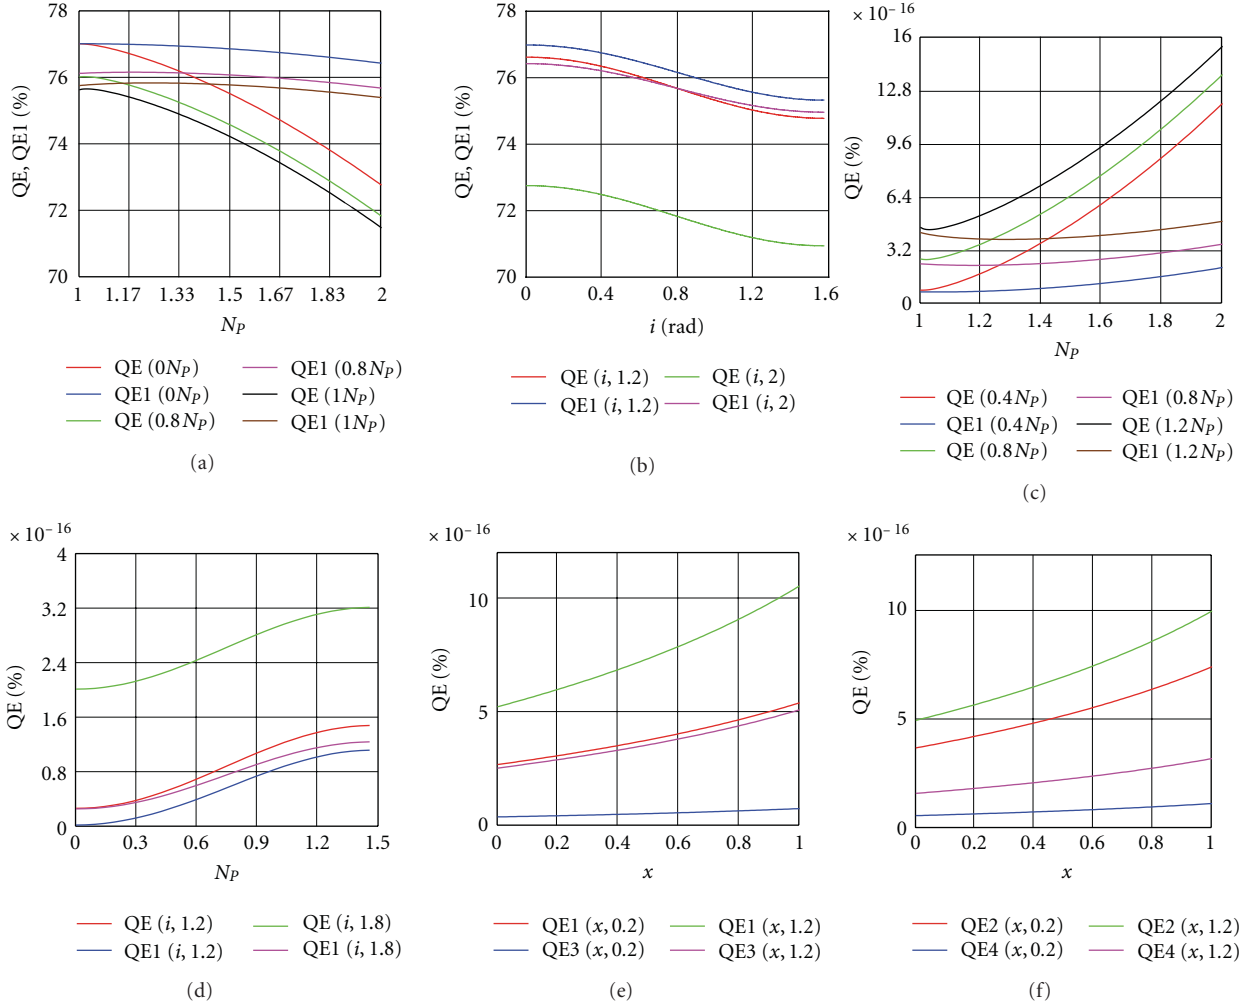 78
76
74
72
70
QE, QE1 (%)
1 1.17 1.33 1.5 1.67 1.83 2
N_P
QE (0N_P)
QE1 (0N_P)
QE (0.8N_P)
QE1 (0.8N_P)
QE (1N_P)
QE1 (1N_P)
(a)
78
76
74
72
70
QE, QE1 (%)
0 0.4 0.8 1.2 1.6
i (rad)
QE (i, 1.2)
QE1 (i, 1.2)
QE (i, 2)
QE1 (i, 2)
(b)
× 10⁻¹⁶
16
12.8
9.6
6.4
3.2
0
QE (%)
1 1.2 1.4 1.6 1.8 2
N_P
QE (0.4N_P)
QE1 (0.4N_P)
QE (0.8N_P)
QE1 (0.8N_P)
QE (1.2N_P)
QE1 (1.2N_P)
(c)
× 10⁻¹⁶
4
3.2
2.4
1.6
0.8
0
QE (%)
0 0.3 0.6 0.9 1.2 1.5
N_P
QE (i, 1.2)
QE1 (i, 1.2)
QE (i, 1.8)
QE1 (i, 1.8)
(d)
× 10⁻¹⁶
10
5
0
QE (%)
0 0.2 0.4 0.6 0.8 1
x
QE1 (x, 0.2)
QE3 (x, 0.2)
QE1 (x, 1.2)
QE3 (x, 1.2)
(e)
× 10⁻¹⁶
10
5
0
QE (%)
0 0.2 0.4 0.6 0.8 1
x
QE2 (x, 0.2)
QE4 (x, 0.2)
QE2 (x, 1.2)
QE4 (x, 1.2)
(f)